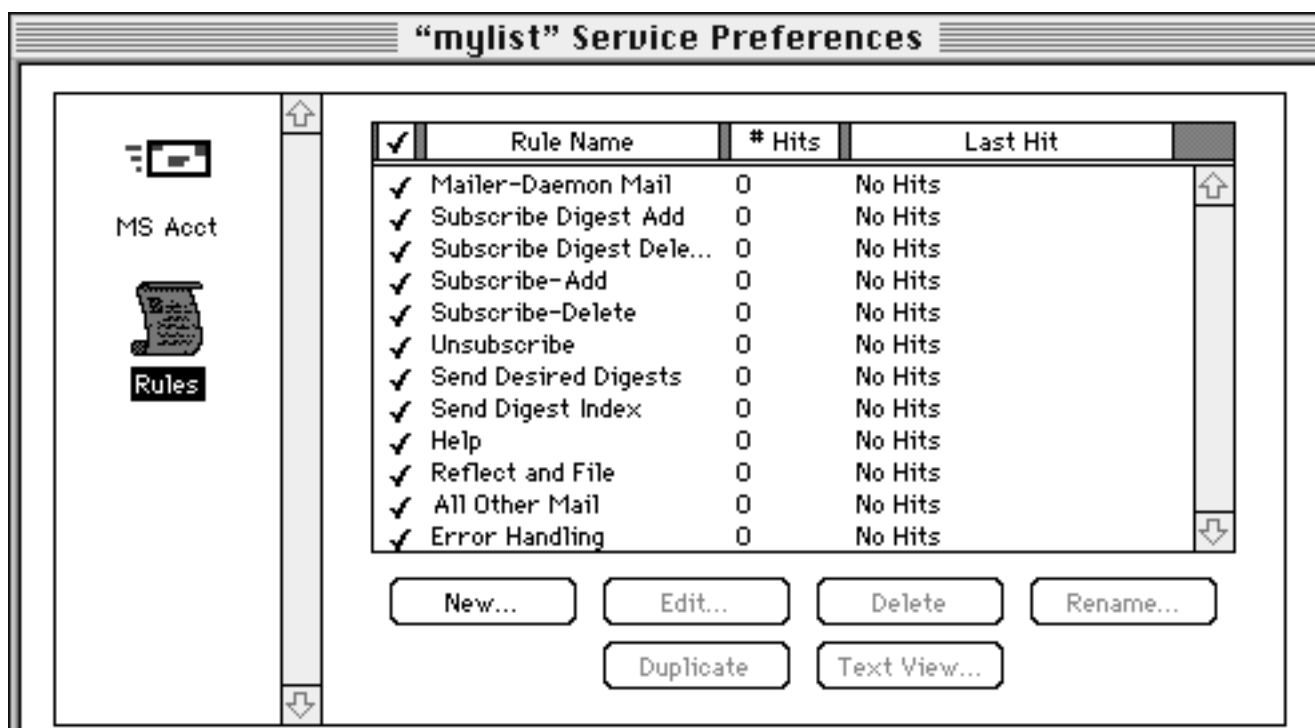 “mylist” Service Preferences
MS Acct
Rules
✓ Rule Name # Hits Last Hit
✓ Mailer-Daemon Mail 0 No Hits
✓ Subscribe Digest Add 0 No Hits
✓ Subscribe Digest Dele... 0 No Hits
✓ Subscribe-Add 0 No Hits
✓ Subscribe-Delete 0 No Hits
✓ Unsubscribe 0 No Hits
✓ Send Desired Digests 0 No Hits
✓ Send Digest Index 0 No Hits
✓ Help 0 No Hits
✓ Reflect and File 0 No Hits
✓ All Other Mail 0 No Hits
✓ Error Handling 0 No Hits
New... Edit... Delete Rename...
Duplicate Text View...